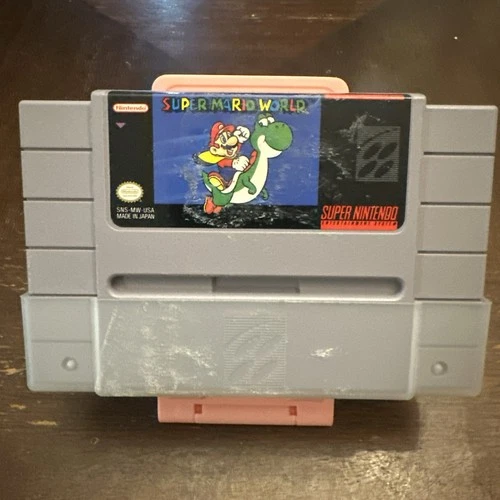 Nintendo
SUPER MARIO WORLD
SNS-MW-USA
MADE IN JAPAN
SUPER NINTENDO
ENTERTAINMENT SYSTEM